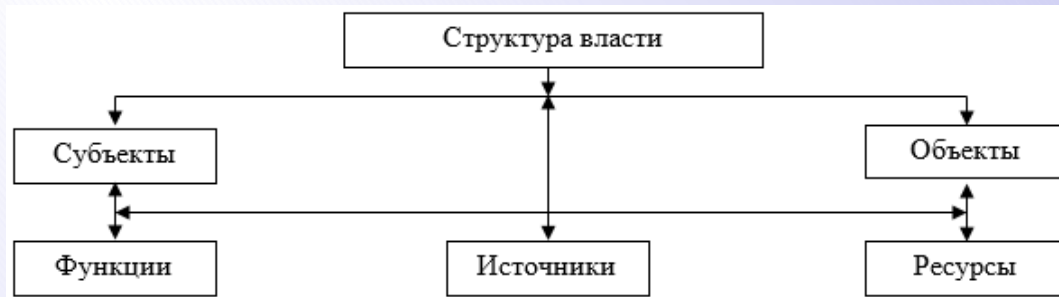 Структура власти
Субъекты
Объекты
Функции
Источники
Ресурсы